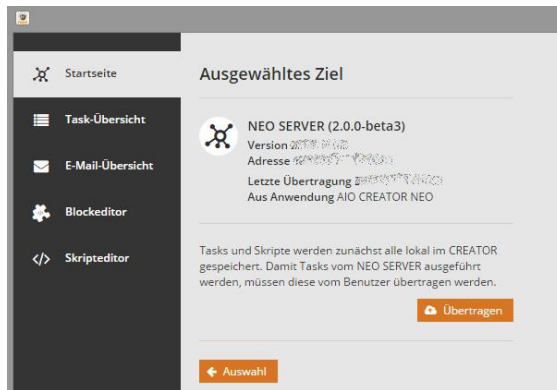 Startseite
Task-Übersicht
E-Mail-Übersicht
Blockeditor
Skripteditor
Ausgewähltes Ziel
NEO SERVER (2.0.0-beta3)
Version
Adresse
Letzte Übertragung
Aus Anwendung AIO CREATOR NEO
Tasks und Skripte werden zunächst alle lokal im CREATOR
gespeichert. Damit Tasks vom NEO SERVER ausgeführt
werden, müssen diese vom Benutzer übertragen werden.
Übertragen
Auswahl